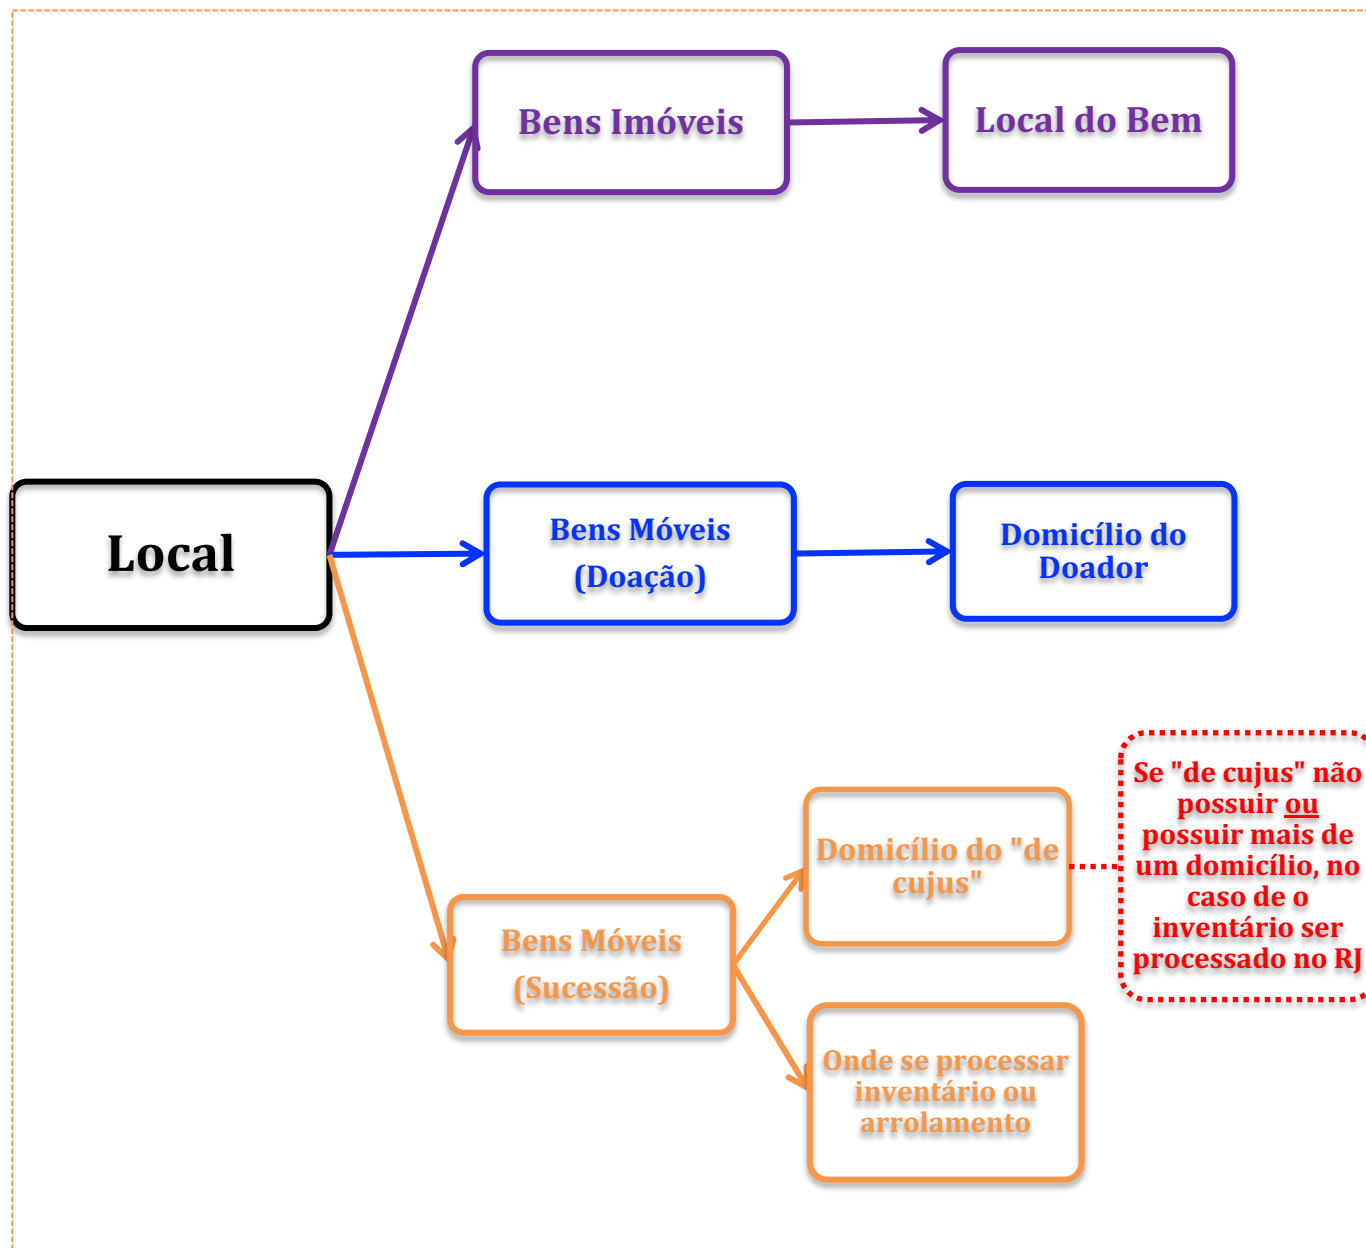 Bens Imóveis
Local do Bem
Local
Bens Móveis
(Doação)
Domicílio do
Doador
Bens Móveis
(Sucessão)
Domicílio do "de
cujus"
Se "de cujus" não
possuir ou
possuir mais de
um domicílio, no
caso de o
inventário ser
processado no RJ
Onde se processar
inventário ou
arrolamento